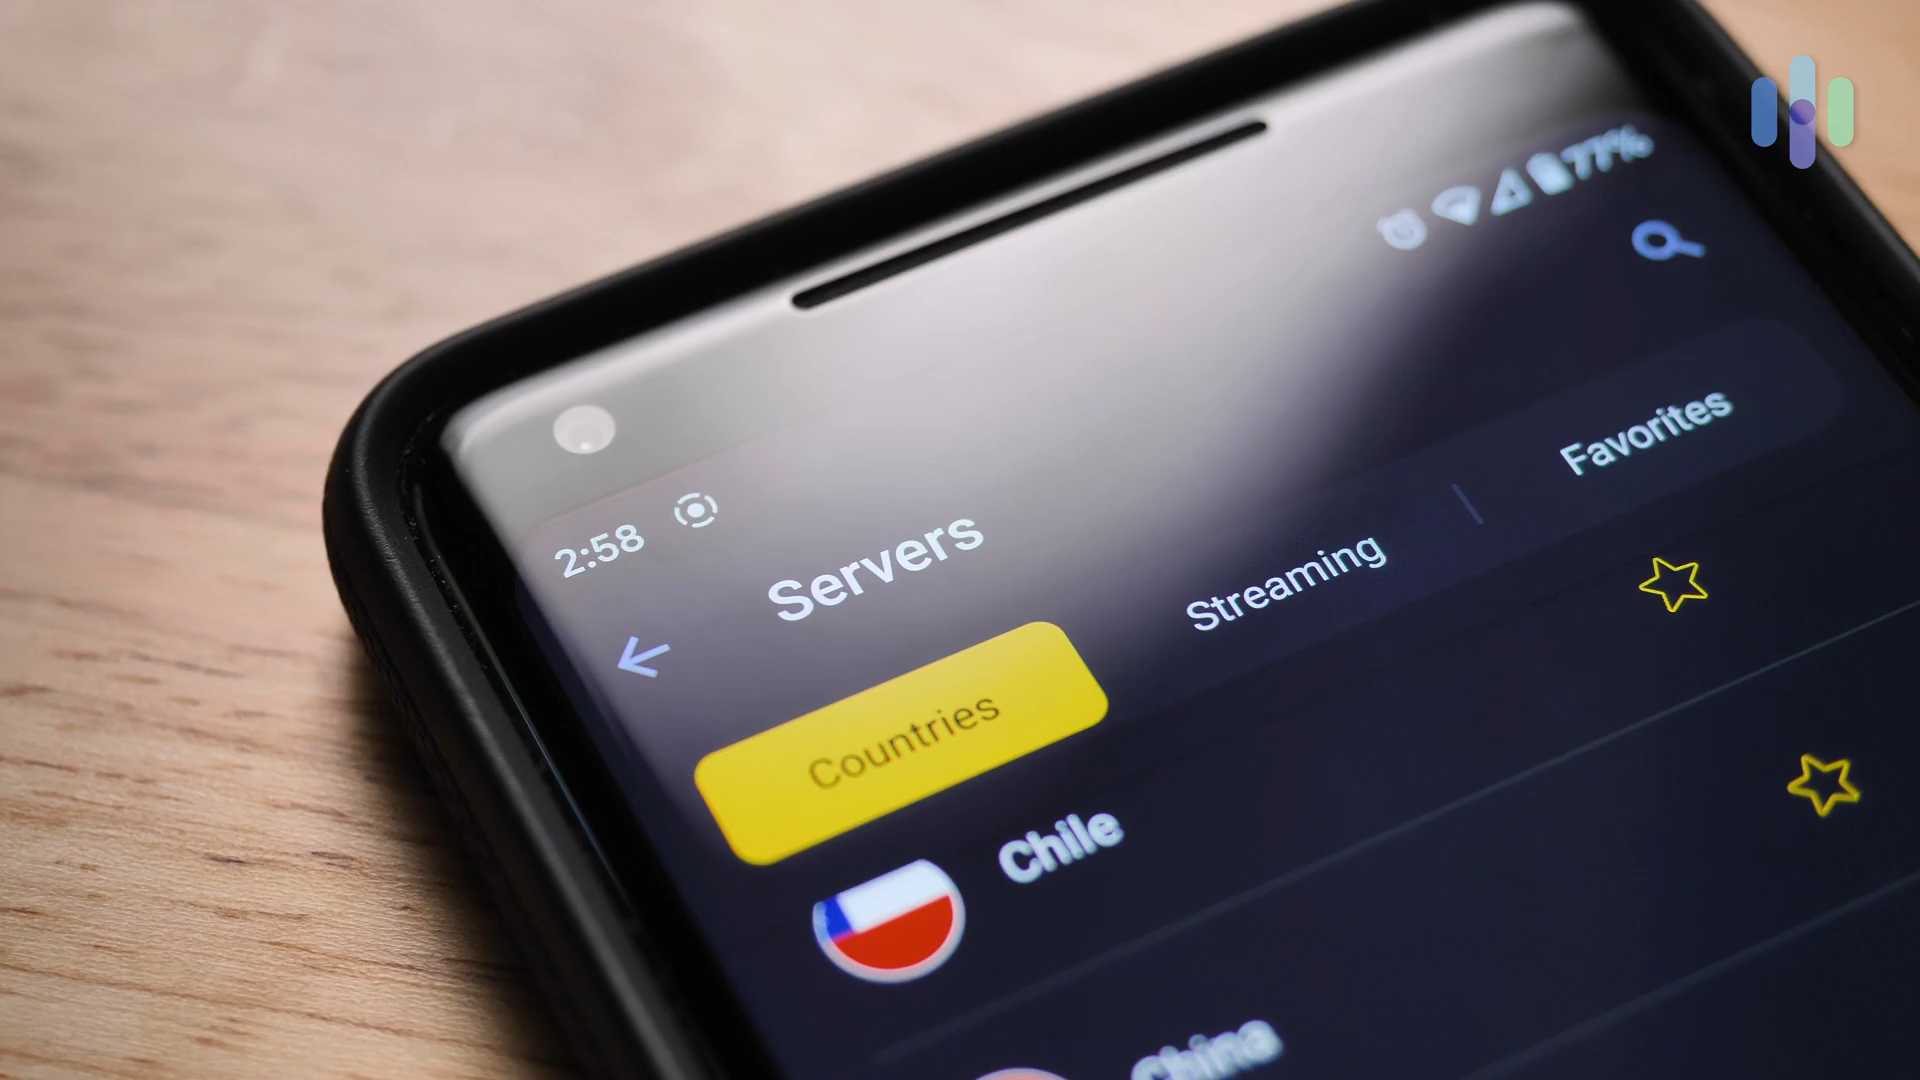 77%
2:58
Servers
Countries
Streaming
Favorites
Chile
China